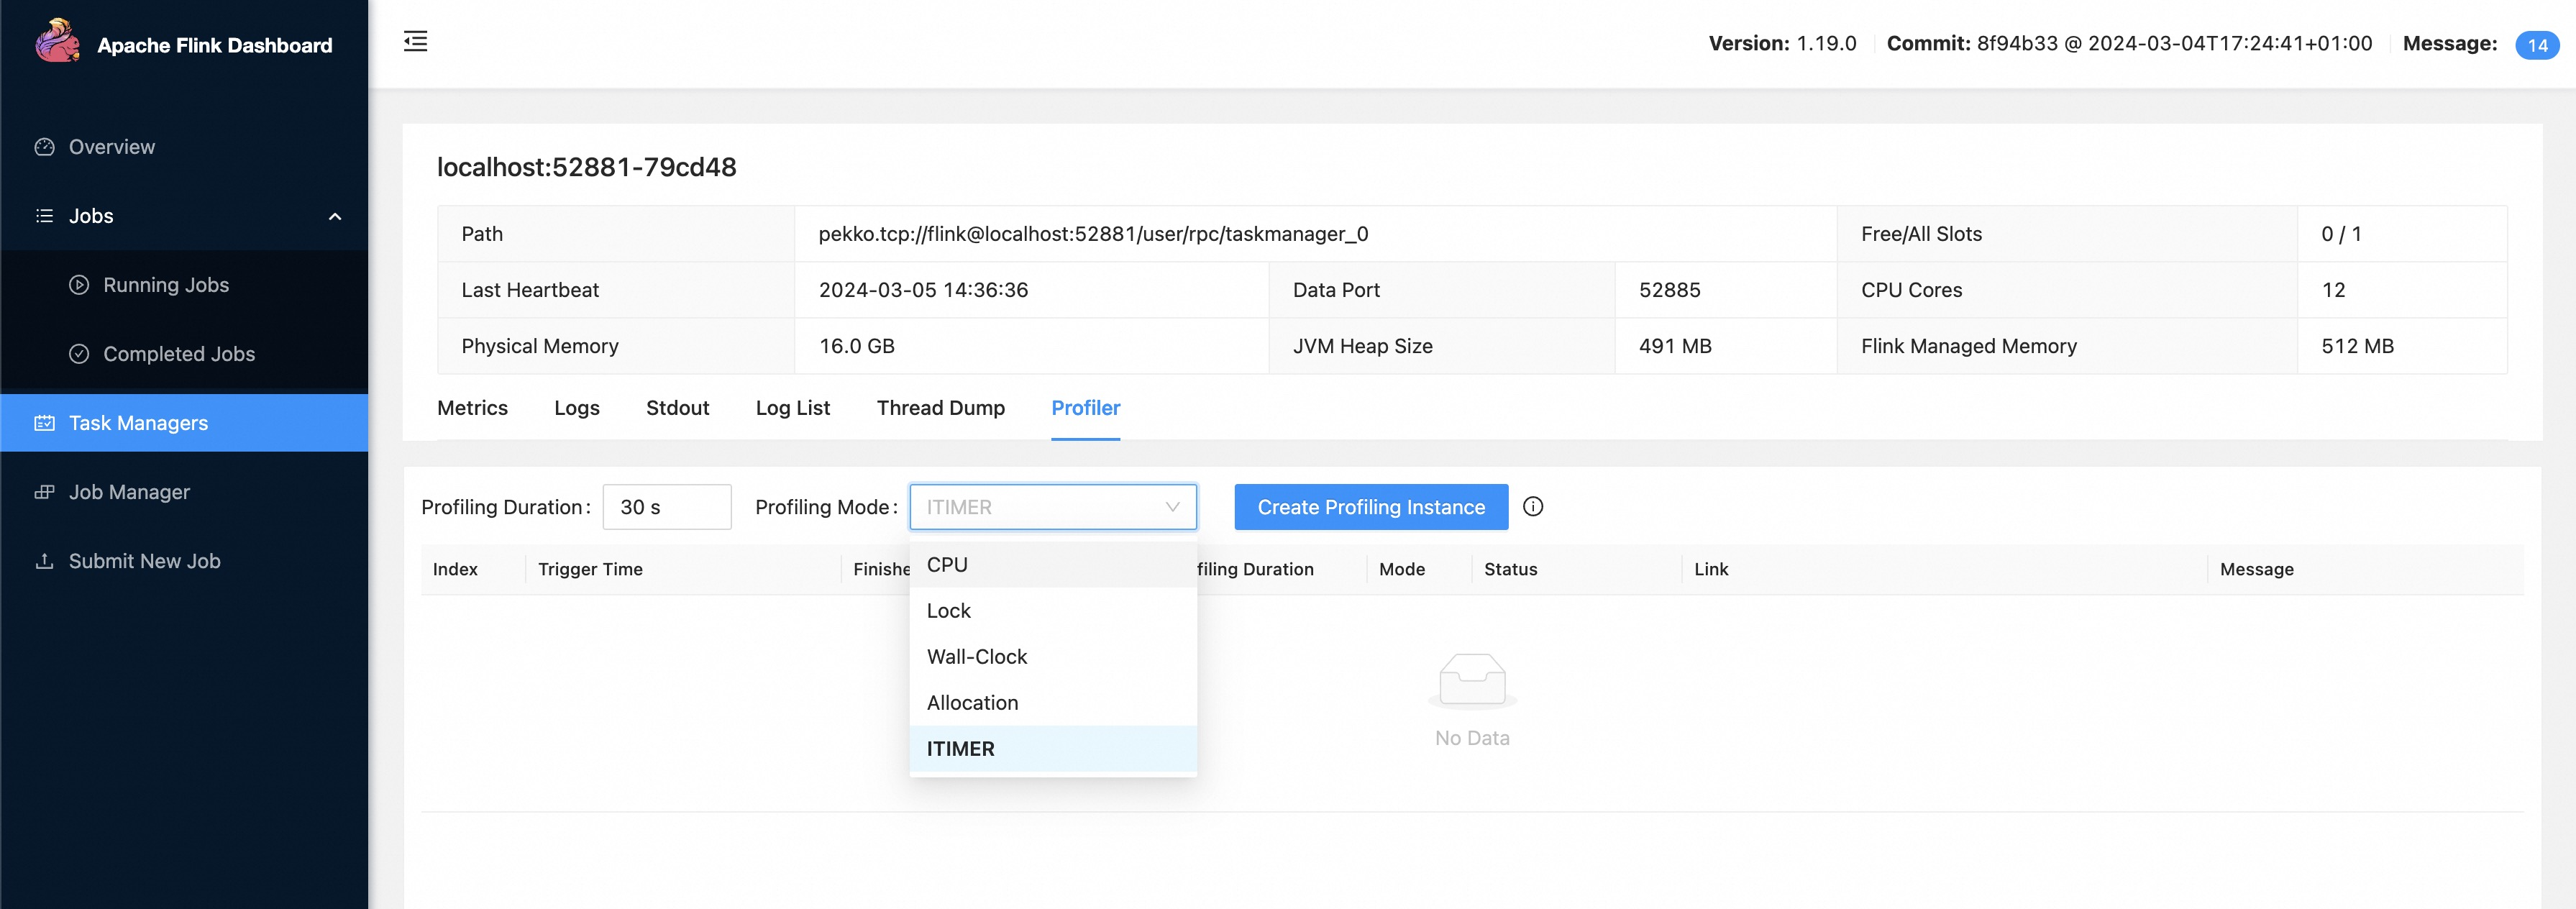 Apache Flink Dashboard
Version: 1.19.0 Commit: 8f94b33 @ 2024-03-04T17:24:41+01:00 Message: 14
Overview
Jobs
Running Jobs
Completed Jobs
Task Managers
Job Manager
Submit New Job
localhost:52881-79cd48
Path pekko.tcp://flink@localhost:52881/user/rpc/taskmanager_0 Free/All Slots 0 / 1
Last Heartbeat 2024-03-05 14:36:36 Data Port 52885 CPU Cores 12
Physical Memory 16.0 GB JVM Heap Size 491 MB Flink Managed Memory 512 MB
Metrics Logs Stdout Log List Thread Dump Profiler
Profiling Duration: 30 s Profiling Mode: ITIMER Create Profiling Instance
Index Trigger Time Finishe filing Duration Mode Status Link Message
CPU
Lock
Wall-Clock
Allocation
ITIMER
No Data